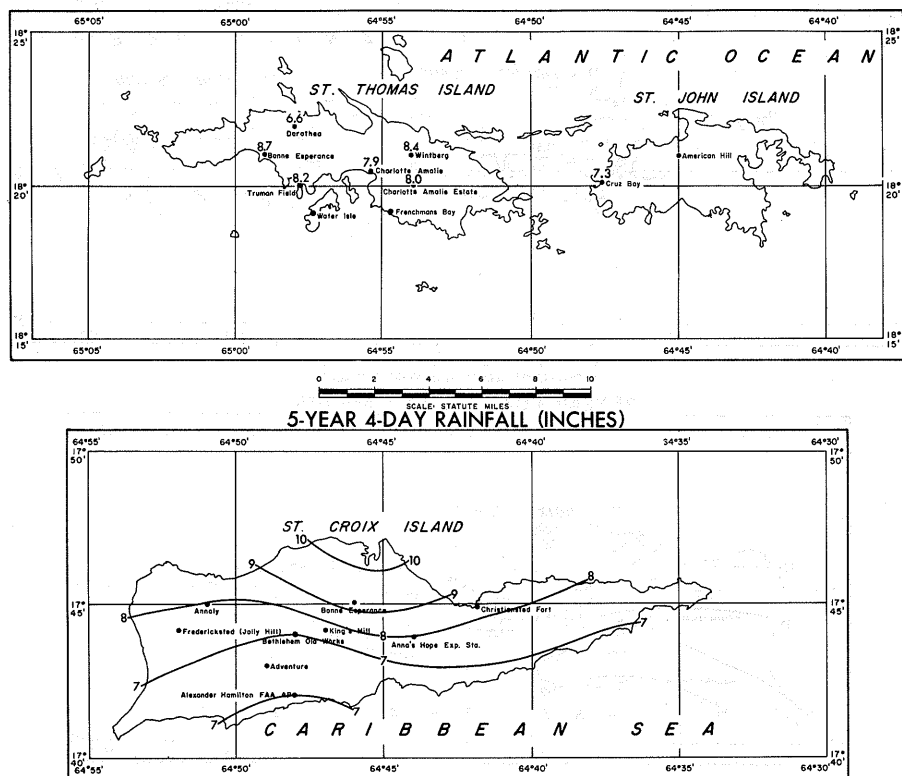 65°05' 65°00' 64°55' 64°50' 64°45' 64°40'
18° 25' 18° 25'
ATLANTIC OCEAN
ST. THOMAS ISLAND ST. JOHN ISLAND
6.6
Dorothea
8.7 8.4
Bonne Esperance Wintberg American Hill
7.9
Charlotte Amalie
8.2 8.0 7.3
18° 20' Truman Field Charlotte Amalie Estate Cruz Bay 18° 20'
Water Isle Frenchmans Bay
18° 15' 18° 15'
65°05' 65°00' 64°55' 64°50' 64°45' 64°40'
0 2 4 6 8 10
SCALE: STATUTE MILES
5-YEAR 4-DAY RAINFALL (INCHES)
64°55' 64°50' 64°45' 64°40' 64°35' 64°30'
17° 50' 17° 50'
ST. CROIX ISLAND
10
10
9 8
9
17° 45' Annaly Bonne Esperance Christiansted Fort 17° 45'
8
Fredericksted (Jolly Hill) King's Hill 7
Bethlehem Old Works 8 Anna's Hope Exp. Sta.
Adventure 7
7
Alexander Hamilton FAA AP
7 7
CARIBBEAN SEA
17° 40' 17° 40'
64°55' 64°50' 64°45' 64°40' 64°35' 64°30'